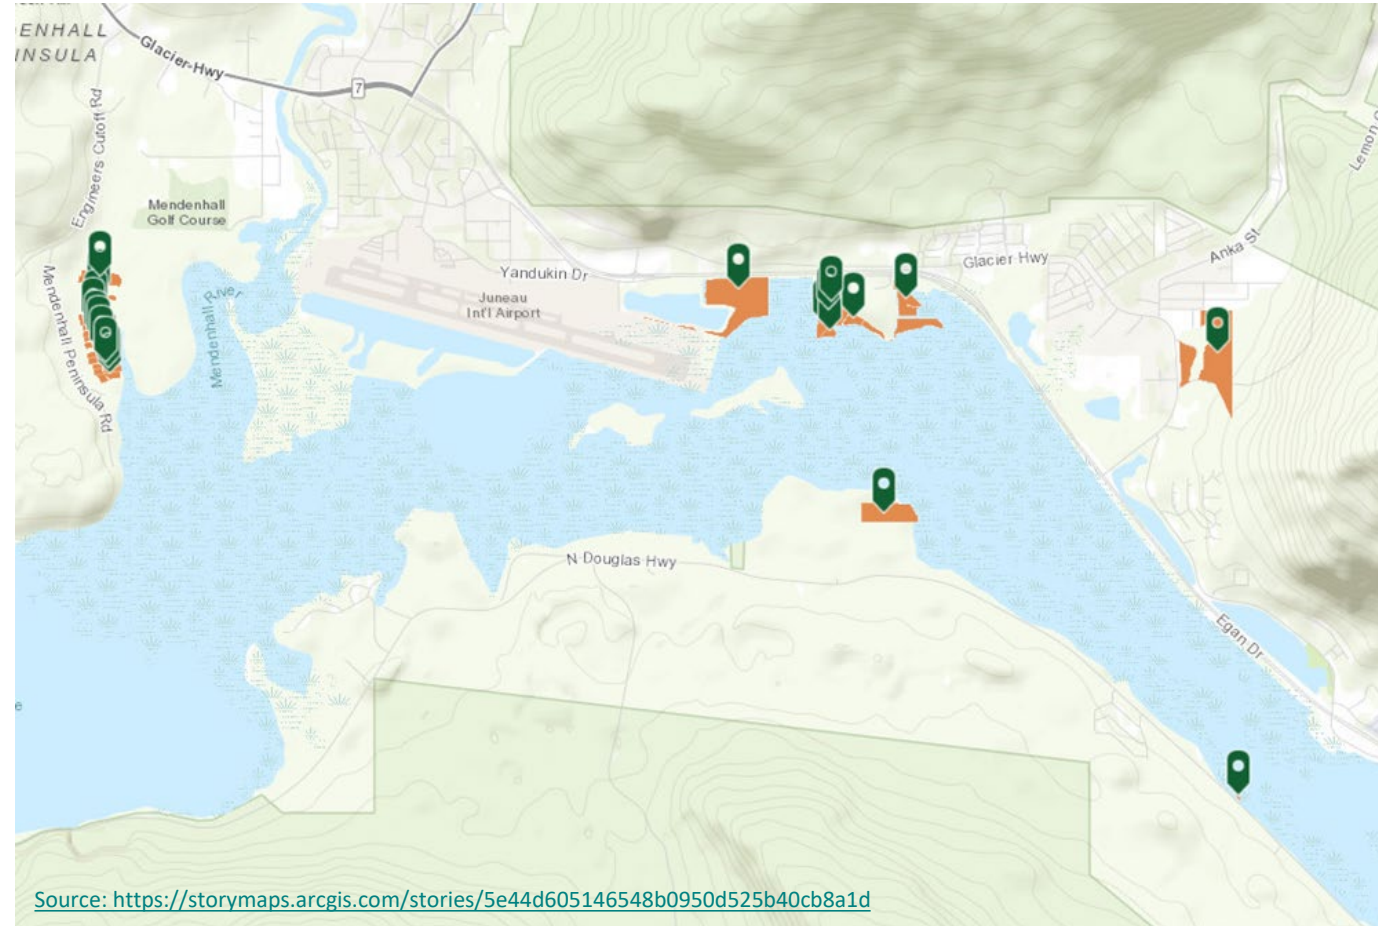 ENHALL
INSULA
Glacier-Hwy
7
Engineers Cutoff Rd
Mendenhall
Golf Course
Mendenhall River
Mendenhall Peninsula Rd
Yandukin Dr
Juneau
Int'l Airport
Glacier Hwy
Anka St
Lemon
N Douglas Hwy
Egan Dr
e
Source: https://storymaps.arcgis.com/stories/5e44d605146548b0950d525b40cb8a1d